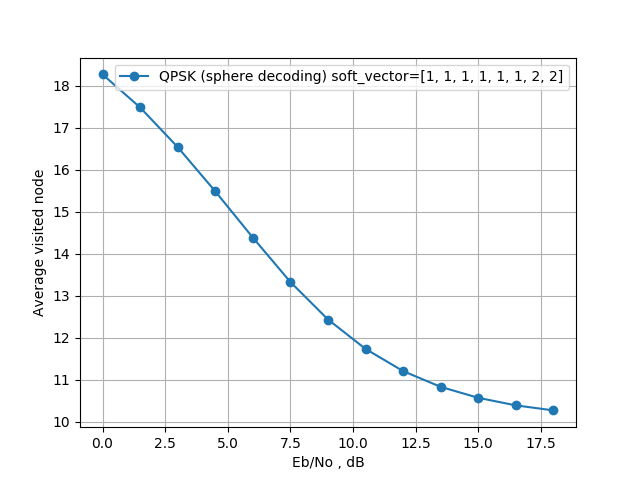 QPSK (sphere decoding) soft_vector=[1, 1, 1, 1, 1, 1, 2, 2]
18
17
16
15
14
13
12
11
10
Average visited node
0.0 2.5 5.0 7.5 10.0 12.5 15.0 17.5
Eb/No , dB